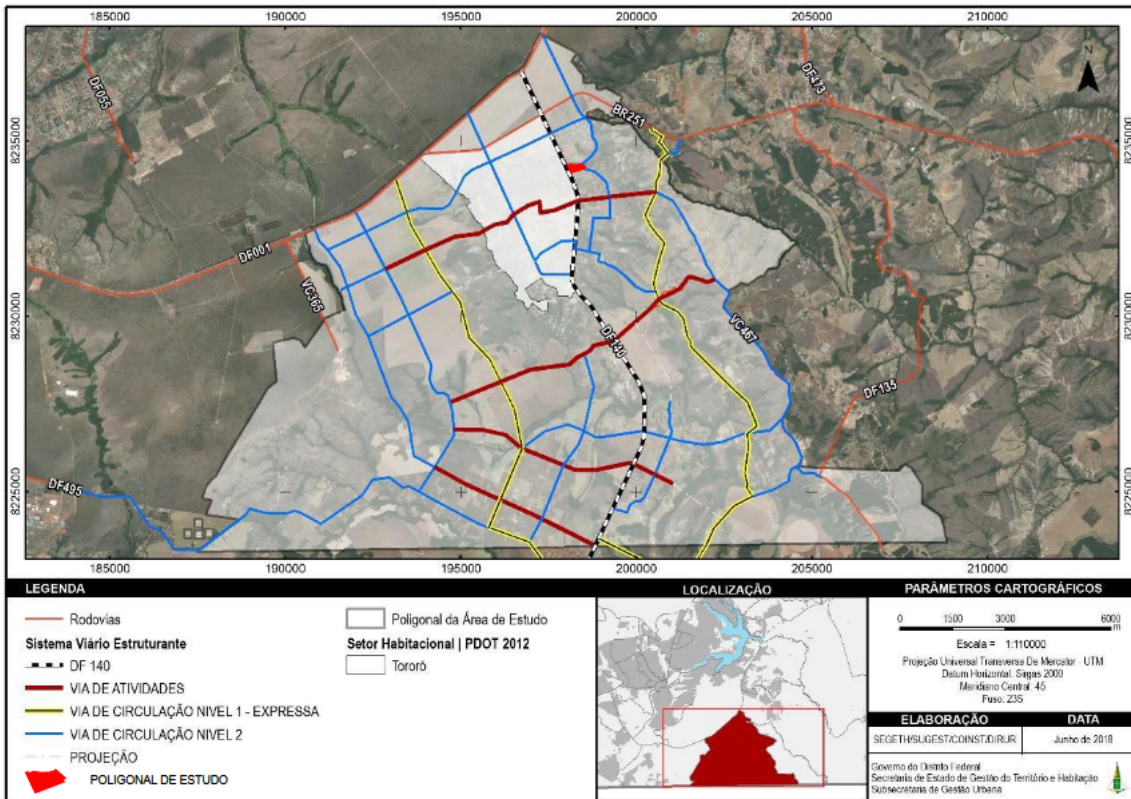 185000 190000 195000 200000 205000 210000
8235000
8230000
8225000
8235000
8230000
8225000
DF055
DF473
BR251
N
DF001
VC365
DF140
VC467
DF135
DF495
185000 190000 195000 200000 205000 210000
LEGENDA
Rodovias
Sistema Viário Estruturante
DF 140
VIA DE ATIVIDADES
VIA DE CIRCULAÇÃO NIVEL 1 - EXPRESSA
VIA DE CIRCULAÇÃO NIVEL 2
PROJEÇÃO
POLIGONAL DE ESTUDO
Poligonal da Área de Estudo
Setor Habitacional | PDOT 2012
Tororó
LOCALIZAÇÃO
PARÂMETROS CARTOGRÁFICOS
0 1500 3000 6000
m
Escala = 1:110000
Projeção Universal Transversa De Mercator - UTM
Datum Horizontal: Sirgas 2000
Meridiano Central: 45
Fuso: 23S
ELABORAÇÃO
DATA
SEGETH/SUGEST/COINST/DIRUR
Junho de 2018
Governo do Distrito Federal
Secretaria de Estado de Gestão do Território e Habitação
Subsecretaria de Gestão Urbana